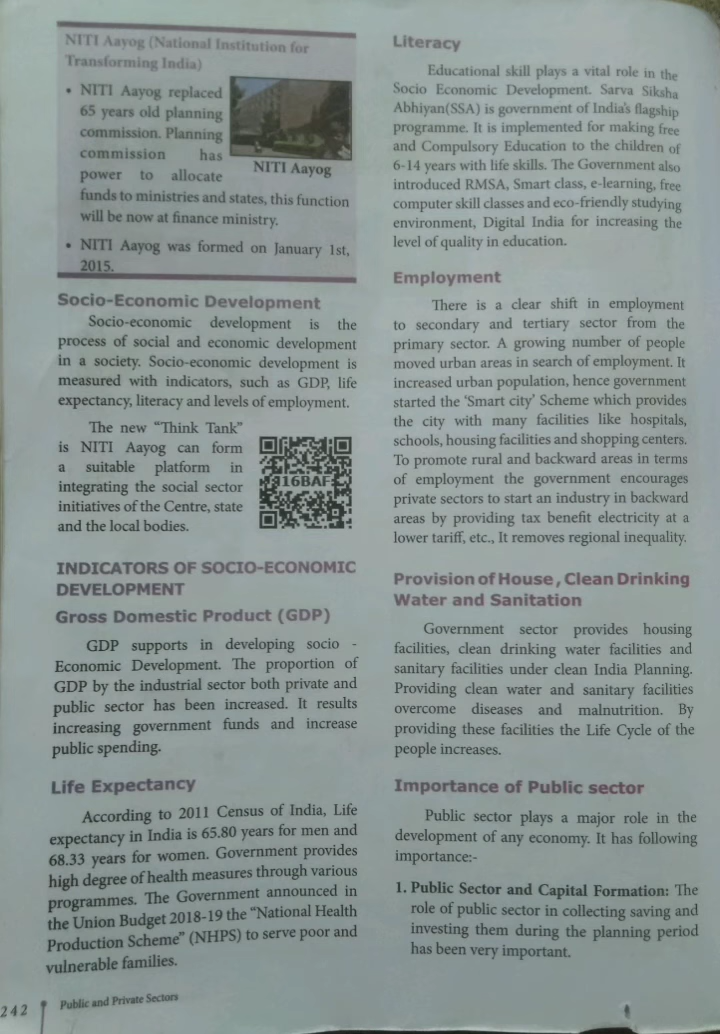 NITI Aayog (National Institution for
Transforming India)
• NITI Aayog replaced
65 years old planning
commission. Planning
commission has
power to allocate
funds to ministries and states, this function
will be now at finance ministry.
NITI Aayog
• NITI Aayog was formed on January 1st,
2015.
Socio-Economic Development
Socio-economic development is the
process of social and economic development
in a society. Socio-economic development is
measured with indicators, such as GDP, life
expectancy, literacy and levels of employment.
The new “Think Tank”
is NITI Aayog can form
a suitable platform in
integrating the social sector
initiatives of the Centre, state
and the local bodies.
J16BAF
INDICATORS OF SOCIO-ECONOMIC
DEVELOPMENT
Gross Domestic Product (GDP)
GDP supports in developing socio -
Economic Development. The proportion of
GDP by the industrial sector both private and
public sector has been increased. It results
increasing government funds and increase
public spending.
Life Expectancy
According to 2011 Census of India, Life
expectancy in India is 65.80 years for men and
68.33 years for women. Government provides
high degree of health measures through various
programmes. The Government announced in
the Union Budget 2018-19 the “National Health
Production Scheme” (NHPS) to serve poor and
vulnerable families.
Literacy
Educational skill plays a vital role in the
Socio Economic Development. Sarva Siksha
Abhiyan(SSA) is government of India’s flagship
programme. It is implemented for making free
and Compulsory Education to the children of
6-14 years with life skills. The Government also
introduced RMSA, Smart class, e-learning, free
computer skill classes and eco-friendly studying
environment, Digital India for increasing the
level of quality in education.
Employment
There is a clear shift in employment
to secondary and tertiary sector from the
primary sector. A growing number of people
moved urban areas in search of employment. It
increased urban population, hence government
started the ‘Smart city’ Scheme which provides
the city with many facilities like hospitals,
schools, housing facilities and shopping centers.
To promote rural and backward areas in terms
of employment the government encourages
private sectors to start an industry in backward
areas by providing tax benefit electricity at a
lower tariff, etc., It removes regional inequality.
Provision of House , Clean Drinking
Water and Sanitation
Government sector provides housing
facilities, clean drinking water facilities and
sanitary facilities under clean India Planning.
Providing clean water and sanitary facilities
overcome diseases and malnutrition. By
providing these facilities the Life Cycle of the
people increases.
Importance of Public sector
Public sector plays a major role in the
development of any economy. It has following
importance:-
1. Public Sector and Capital Formation: The
role of public sector in collecting saving and
investing them during the planning period
has been very important.
242 Public and Private Sectors